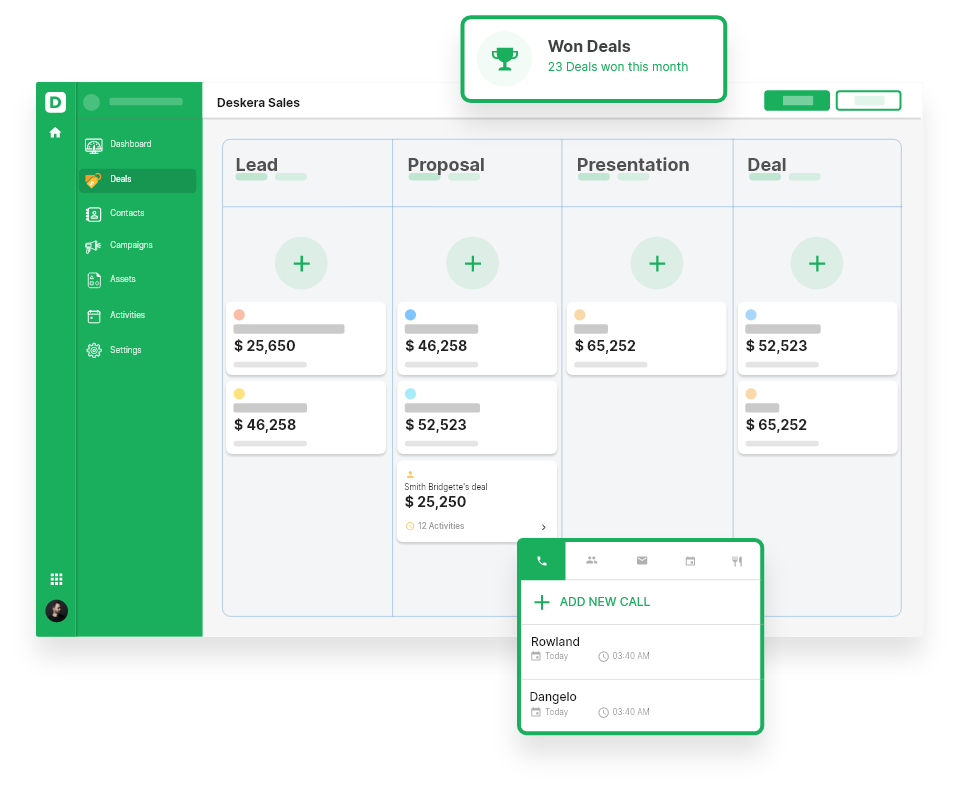 Won Deals
23 Deals won this month
D
Deskera Sales
Dashboard
Deals
Contacts
Campaigns
Assets
Activities
Settings
Lead
Proposal
Presentation
Deal
$ 25,650
$ 46,258
$ 65,252
$ 52,523
$ 46,258
$ 52,523
$ 65,252
Smith Bridgette's deal
$ 25,250
12 Activities
ADD NEW CALL
Rowland
Today 03:40 AM
Dangelo
Today 03:40 AM